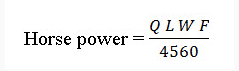 Horse power = Q L W F / 4560